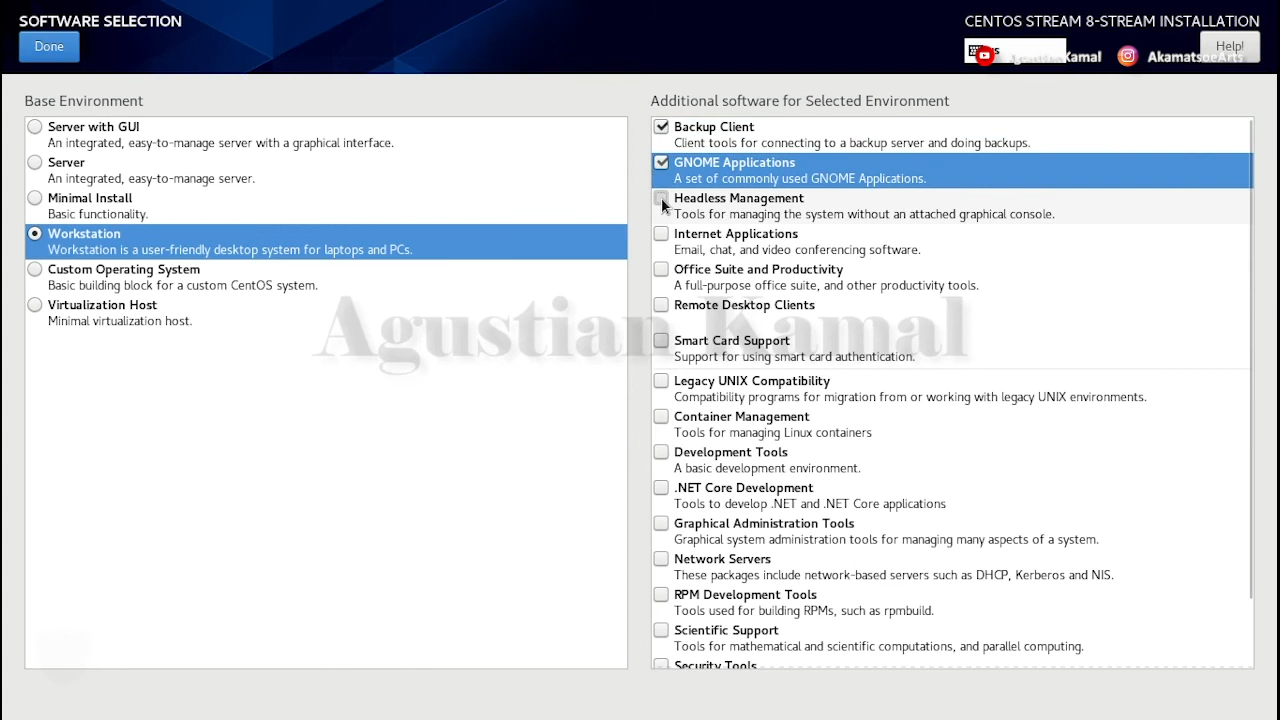 SOFTWARE SELECTION
CENTOS STREAM 8-STREAM INSTALLATION
Done
Help!
Kamal
AkamatsoeArts
Base Environment
Server with GUI
An integrated, easy-to-manage server with a graphical interface.
Server
An integrated, easy-to-manage server.
Minimal Install
Basic functionality.
Workstation
Workstation is a user-friendly desktop system for laptops and PCs.
Custom Operating System
Basic building block for a custom CentOS system.
Virtualization Host
Minimal virtualization host.
Additional software for Selected Environment
Backup Client
Client tools for connecting to a backup server and doing backups.
GNOME Applications
A set of commonly used GNOME Applications.
Headless Management
Tools for managing the system without an attached graphical console.
Internet Applications
Email, chat, and video conferencing software.
Office Suite and Productivity
A full-purpose office suite, and other productivity tools.
Remote Desktop Clients
Smart Card Support
Support for using smart card authentication.
Legacy UNIX Compatibility
Compatibility programs for migration from or working with legacy UNIX environments.
Container Management
Tools for managing Linux containers
Development Tools
A basic development environment.
.NET Core Development
Tools to develop .NET and .NET Core applications
Graphical Administration Tools
Graphical system administration tools for managing many aspects of a system.
Network Servers
These packages include network-based servers such as DHCP, Kerberos and NIS.
RPM Development Tools
Tools used for building RPMs, such as rpmbuild.
Scientific Support
Tools for mathematical and scientific computations, and parallel computing.
Security Tools
Agustian Kamal